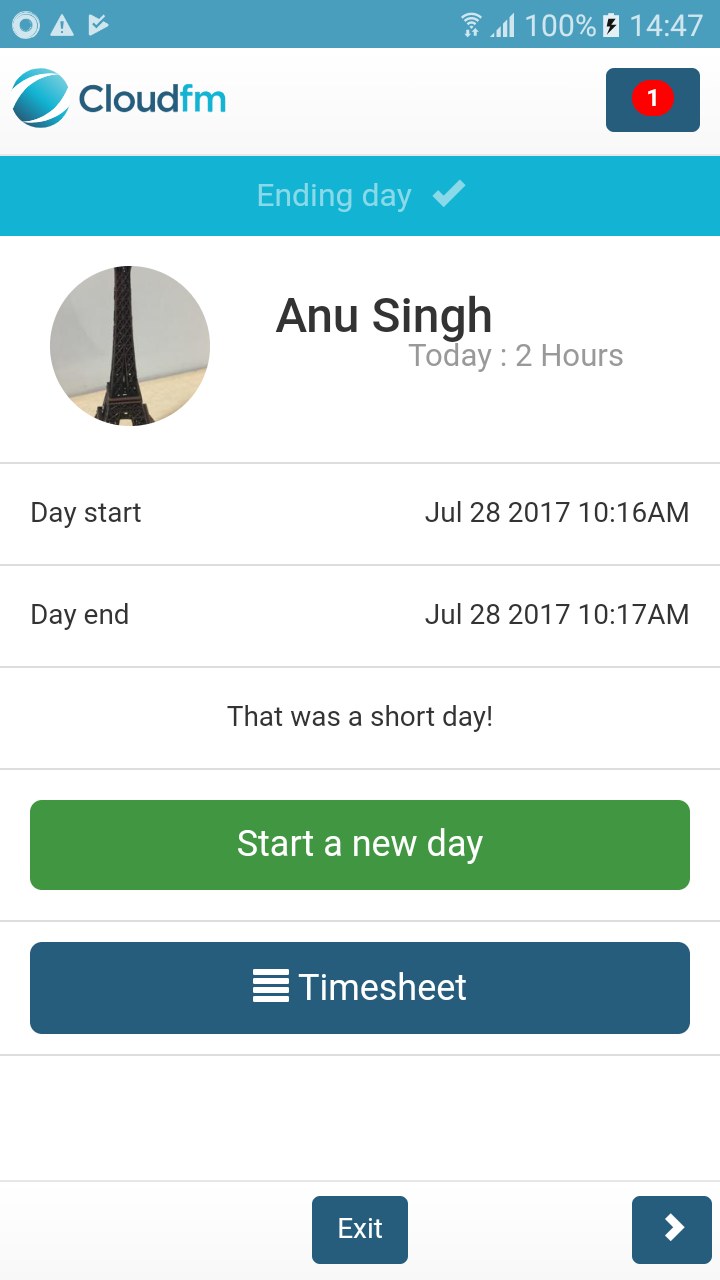 100% 14:47
Cloudfm
1
Ending day
Anu Singh
Today : 2 Hours
Day start Jul 28 2017 10:16AM
Day end Jul 28 2017 10:17AM
That was a short day!
Start a new day
Timesheet
Exit